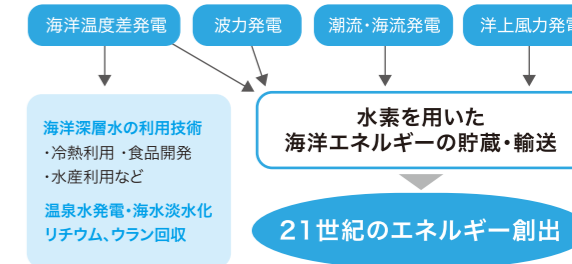 海洋温度差発電
波力発電
潮流・海流発電
洋上風力発電
海洋深層水の利用技術
・冷熱利用 ・食品開発
・水産利用など
温泉水発電・海水淡水化
リチウム、ウラン回収
水素を用いた
海洋エネルギーの貯蔵・輸送
21世紀のエネルギー創出